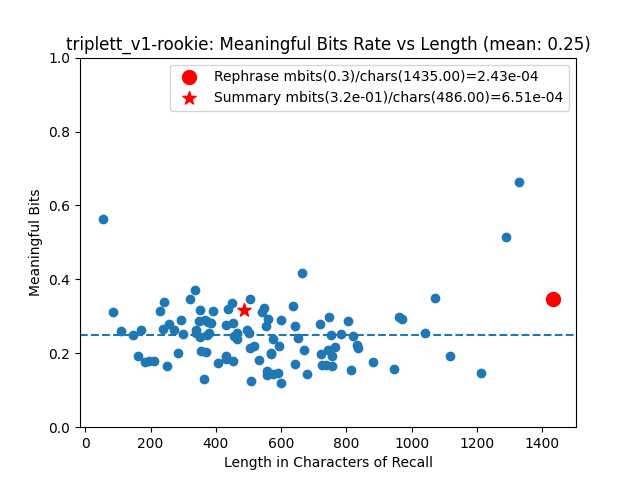 triplett_v1-rookie: Meaningful Bits Rate vs Length (mean: 0.25)
Rephrase mbits(0.3)/chars(1435.00)=2.43e-04
Summary mbits(3.2e-01)/chars(486.00)=6.51e-04
Meaningful Bits
1.0
0.8
0.6
0.4
0.2
0.0
0 200 400 600 800 1000 1200 1400
Length in Characters of Recall